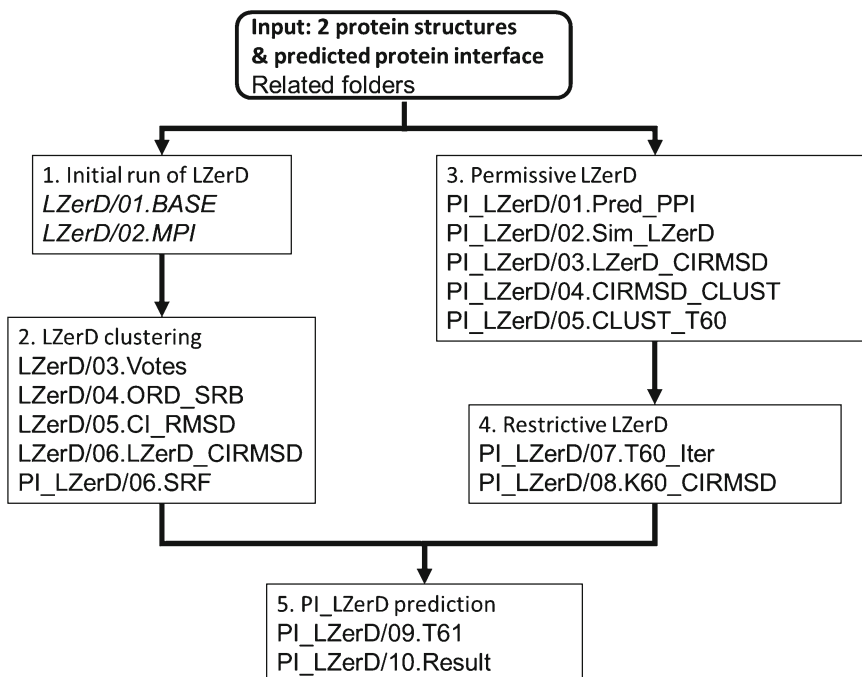 Input: 2 protein structures
& predicted protein interface
Related folders
1. Initial run of LZerD
LZerD/01.BASE
LZerD/02.MPI
2. LZerD clustering
LZerD/03.Votes
LZerD/04.ORD_SRB
LZerD/05.CI_RMSD
LZerD/06.LZerD_CIRMSD
PI_LZerD/06.SRF
3. Permissive LZerD
PI_LZerD/01.Pred_PPI
PI_LZerD/02.Sim_LZerD
PI_LZerD/03.LZerD_CIRMSD
PI_LZerD/04.CIRMSD_CLUST
PI_LZerD/05.CLUST_T60
4. Restrictive LZerD
PI_LZerD/07.T60_Iter
PI_LZerD/08.K60_CIRMSD
5. PI_LZerD prediction
PI_LZerD/09.T61
PI_LZerD/10.Result